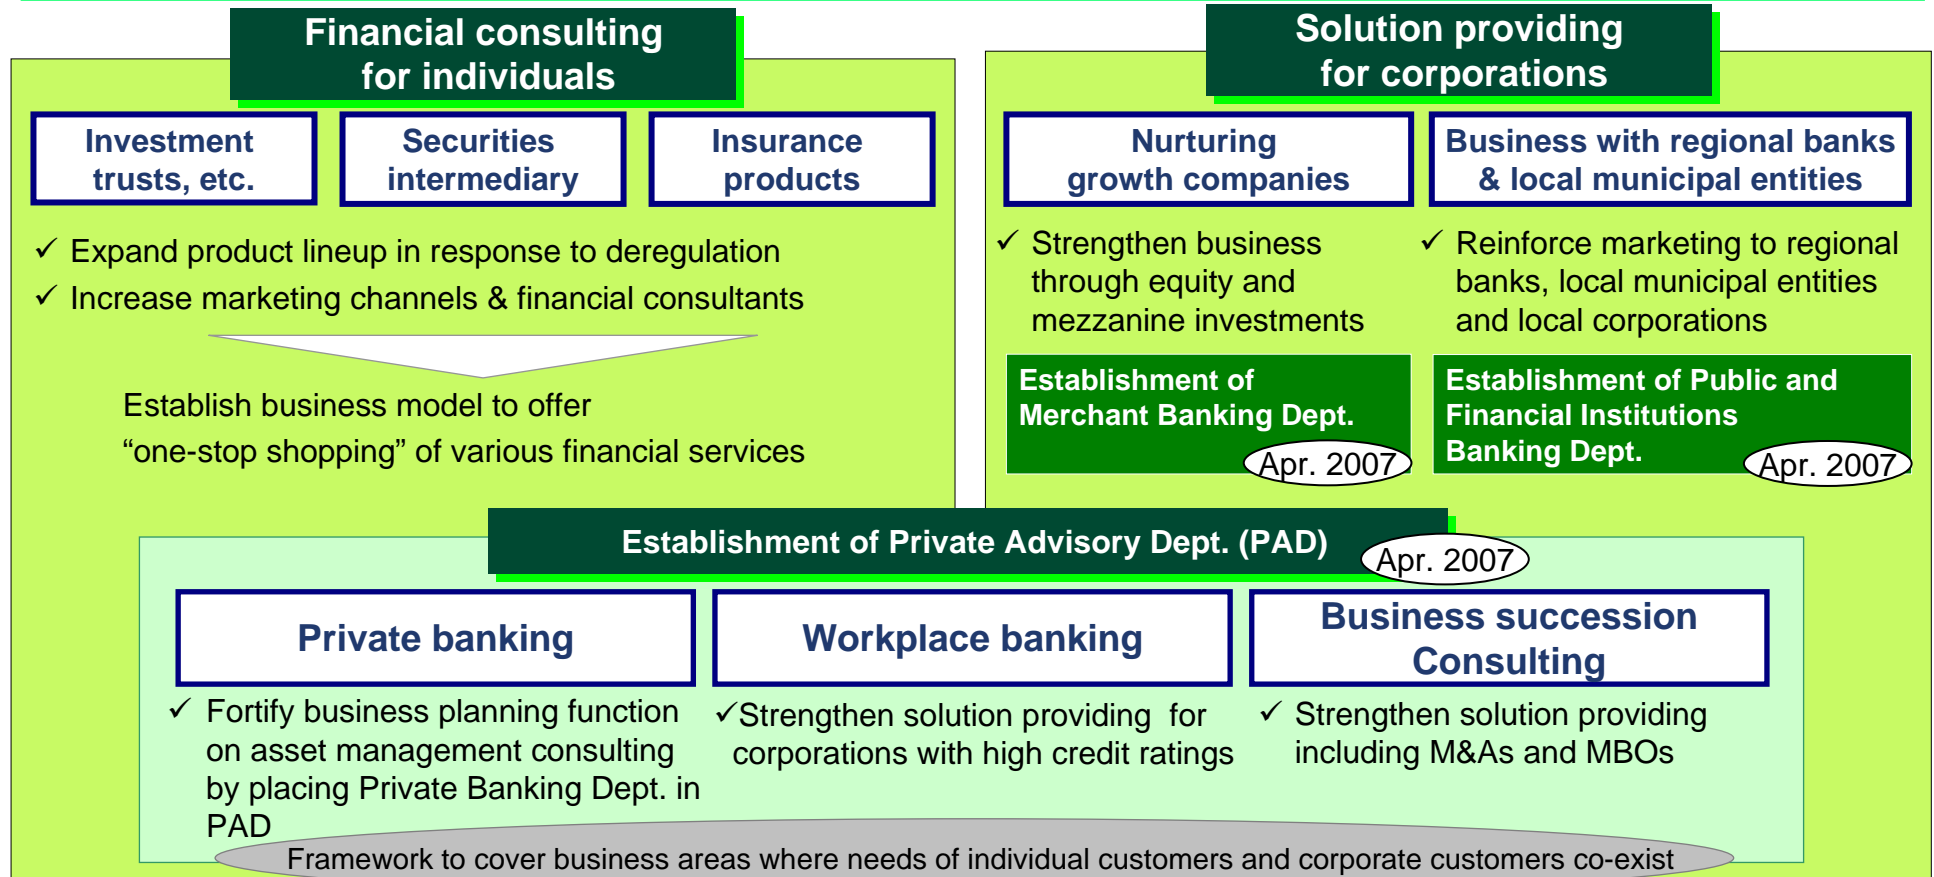 Financial consulting
for individuals
Investment
trusts, etc.
Securities
intermediary
Insurance
products
✓ Expand product lineup in response to deregulation
✓ Increase marketing channels & financial consultants
Establish business model to offer
“one-stop shopping” of various financial services
Solution providing
for corporations
Nurturing
growth companies
✓ Strengthen business
through equity and
mezzanine investments
Establishment of
Merchant Banking Dept.
Apr. 2007
Business with regional banks
& local municipal entities
✓ Reinforce marketing to regional
banks, local municipal entities
and local corporations
Establishment of Public and
Financial Institutions
Banking Dept.
Apr. 2007
Establishment of Private Advisory Dept. (PAD)
Apr. 2007
Private banking
✓ Fortify business planning function
on asset management consulting
by placing Private Banking Dept. in
PAD
Workplace banking
✓Strengthen solution providing for
corporations with high credit ratings
Business succession
Consulting
✓ Strengthen solution providing
including M&As and MBOs
Framework to cover business areas where needs of individual customers and corporate customers co-exist